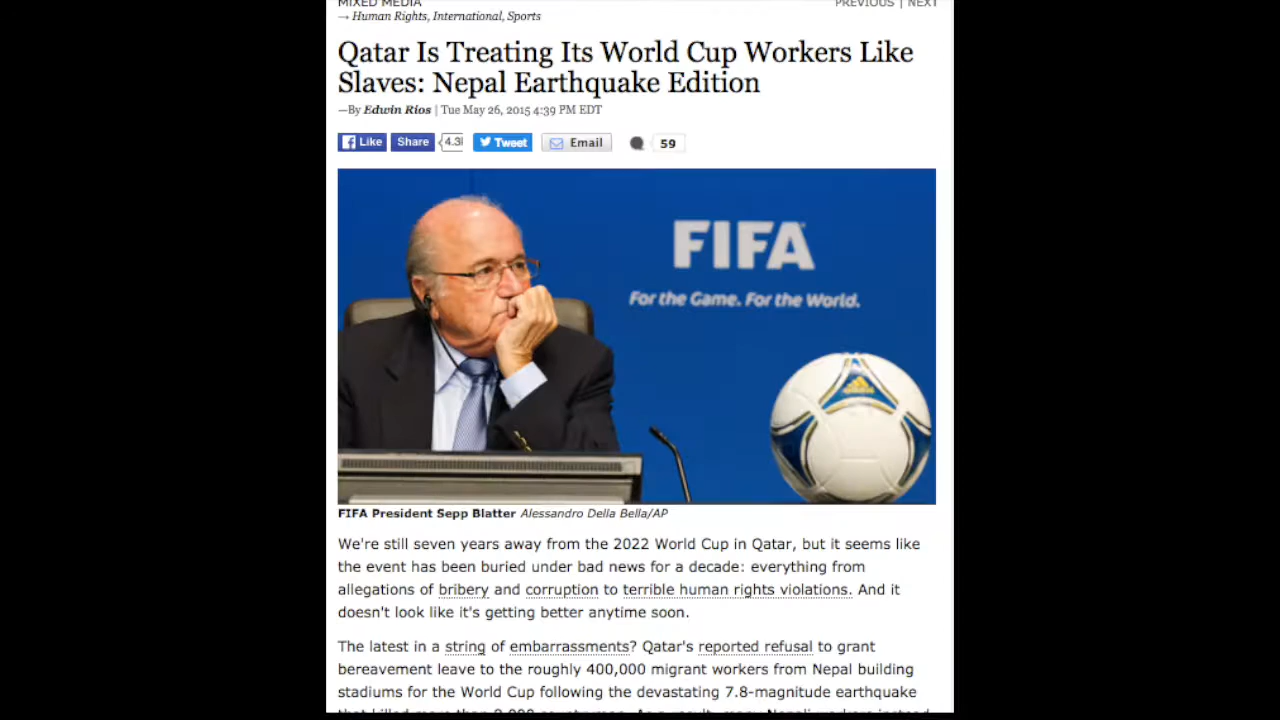 MIXED MEDIA
PREVIOUS | NEXT
→ Human Rights, International, Sports
Qatar Is Treating Its World Cup Workers Like
Slaves: Nepal Earthquake Edition
—By Edwin Rios | Tue May 26, 2015 4:39 PM EDT
Like Share 4.3 Tweet Email 59
FIFA
For the Game. For the World.
adidas
FIFA President Sepp Blatter Alessandro Della Bella/AP
We're still seven years away from the 2022 World Cup in Qatar, but it seems like
the event has been buried under bad news for a decade: everything from
allegations of bribery and corruption to terrible human rights violations. And it
doesn't look like it's getting better anytime soon.
The latest in a string of embarrassments? Qatar's reported refusal to grant
bereavement leave to the roughly 400,000 migrant workers from Nepal building
stadiums for the World Cup following the devastating 7.8-magnitude earthquake